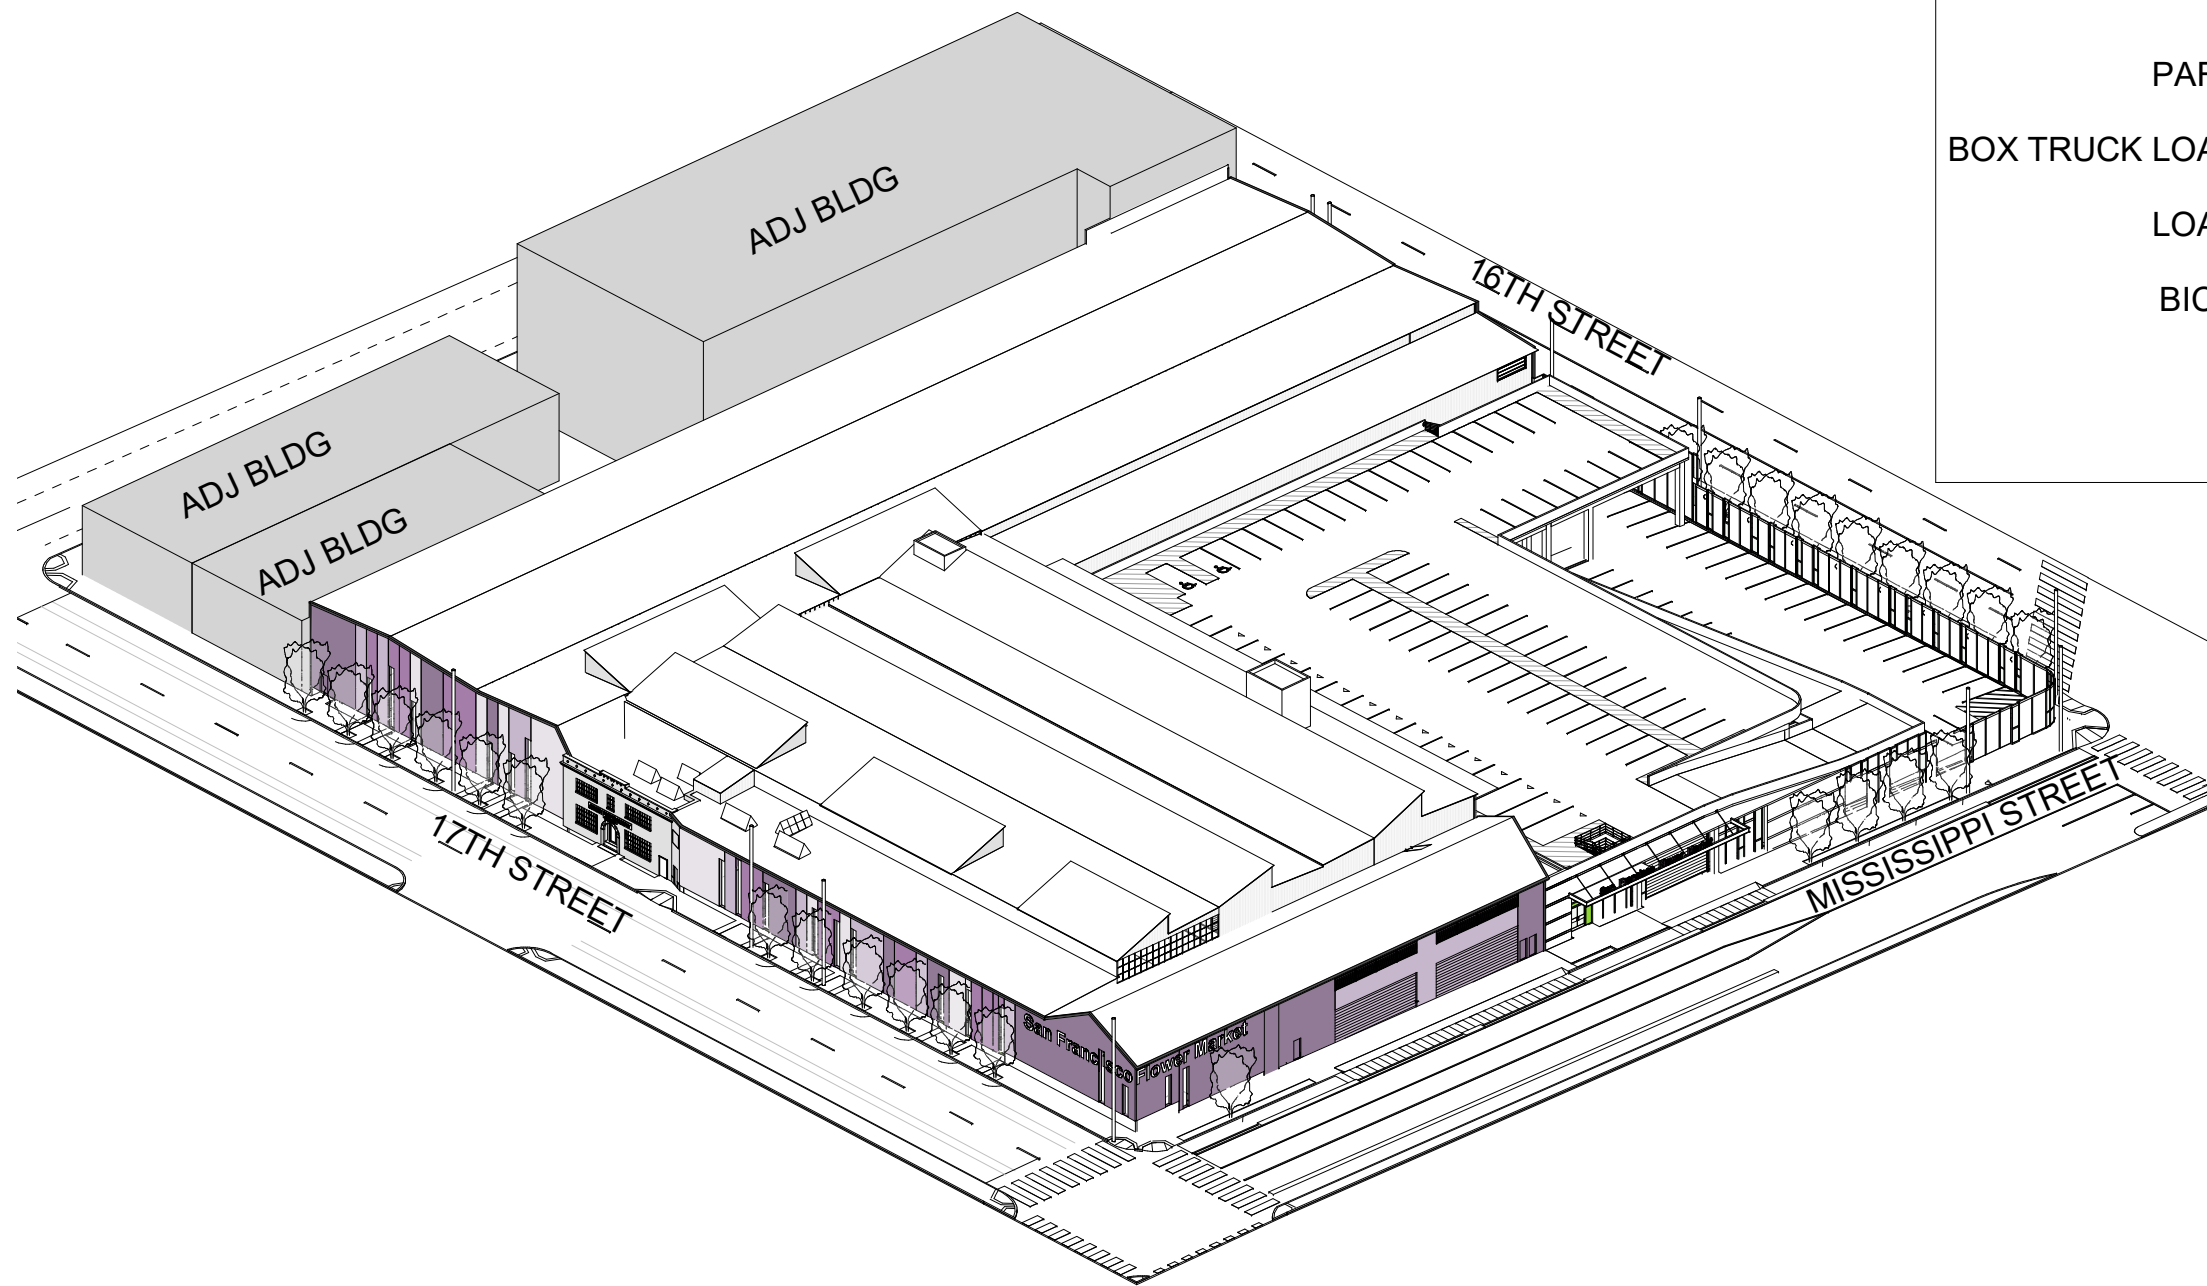 PAR
BOX TRUCK LOA
LOA
BIC
ADJ BLDG
ADJ BLDG
ADJ BLDG
16TH STREET
17TH STREET
MISSISSIPPI STREET
San Francisco Flower Market